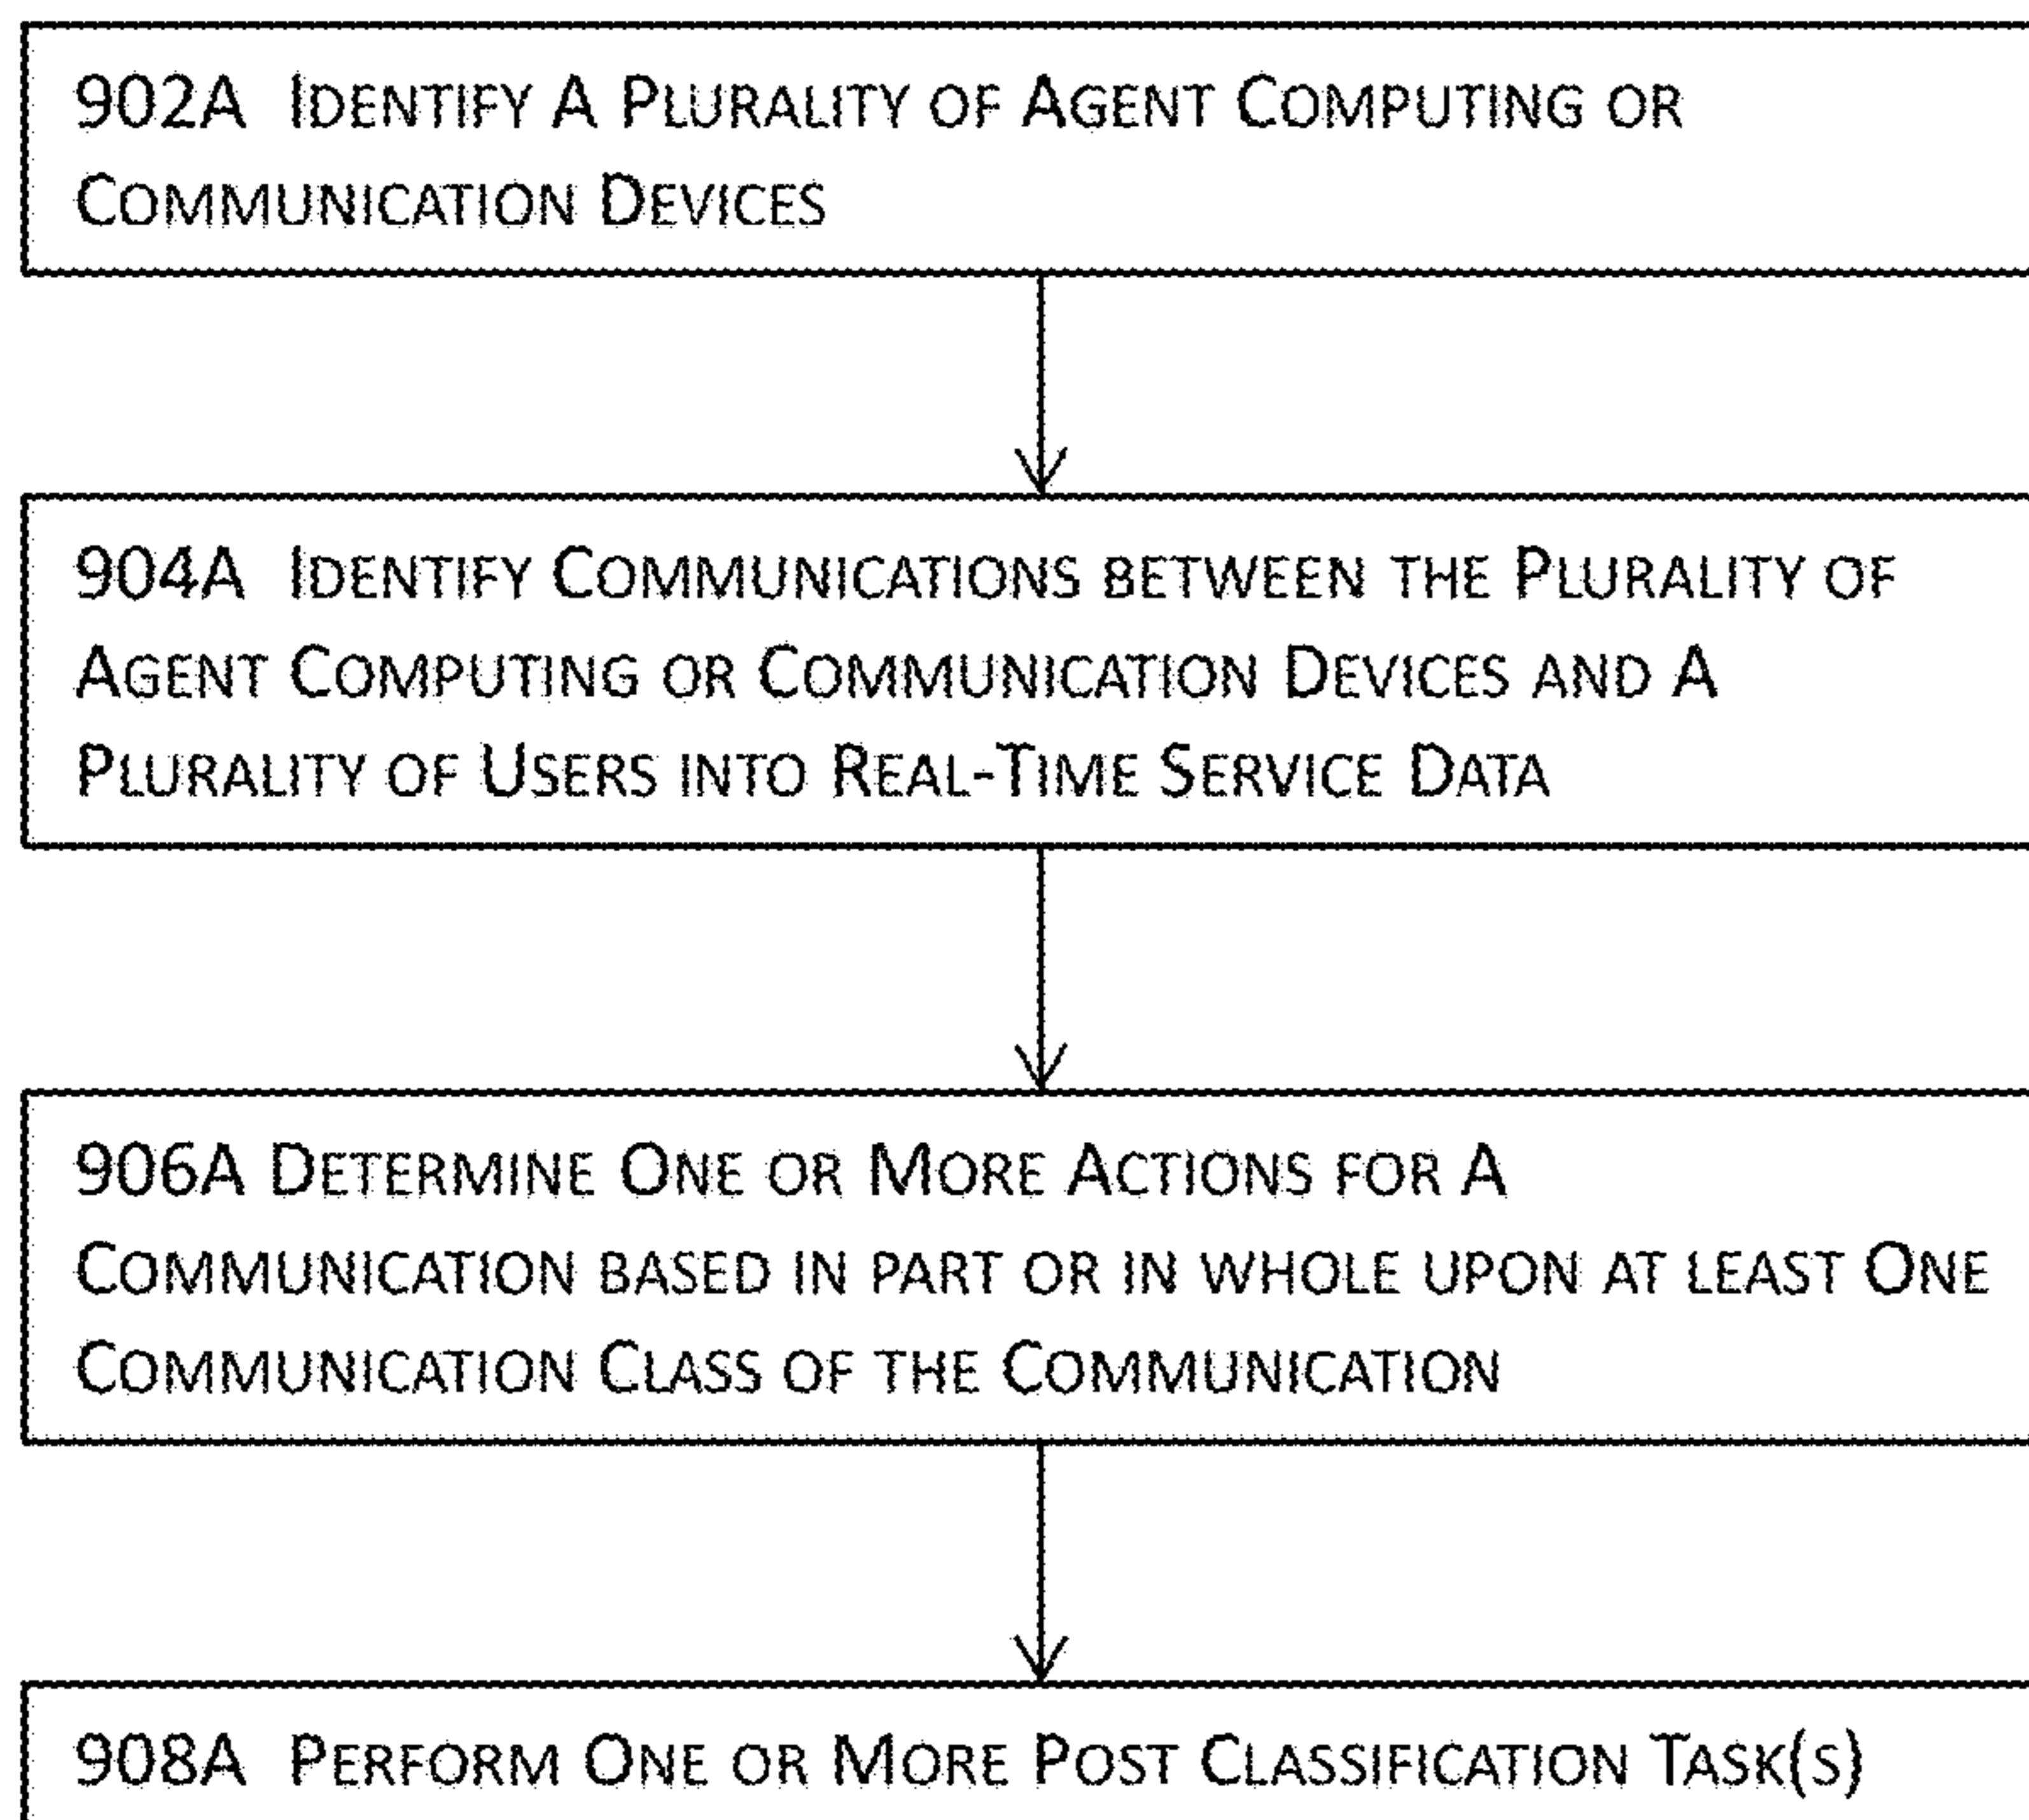 902A Identify A Plurality of Agent Computing or
Communication Devices
904A Identify Communications between the Plurality of
Agent Computing or Communication Devices and A
Plurality of Users into Real-Time Service Data
906A Determine One or More Actions for A
Communication based in part or in whole upon at least One
Communication Class of the Communication
908A Perform One or More Post Classification Task(s)